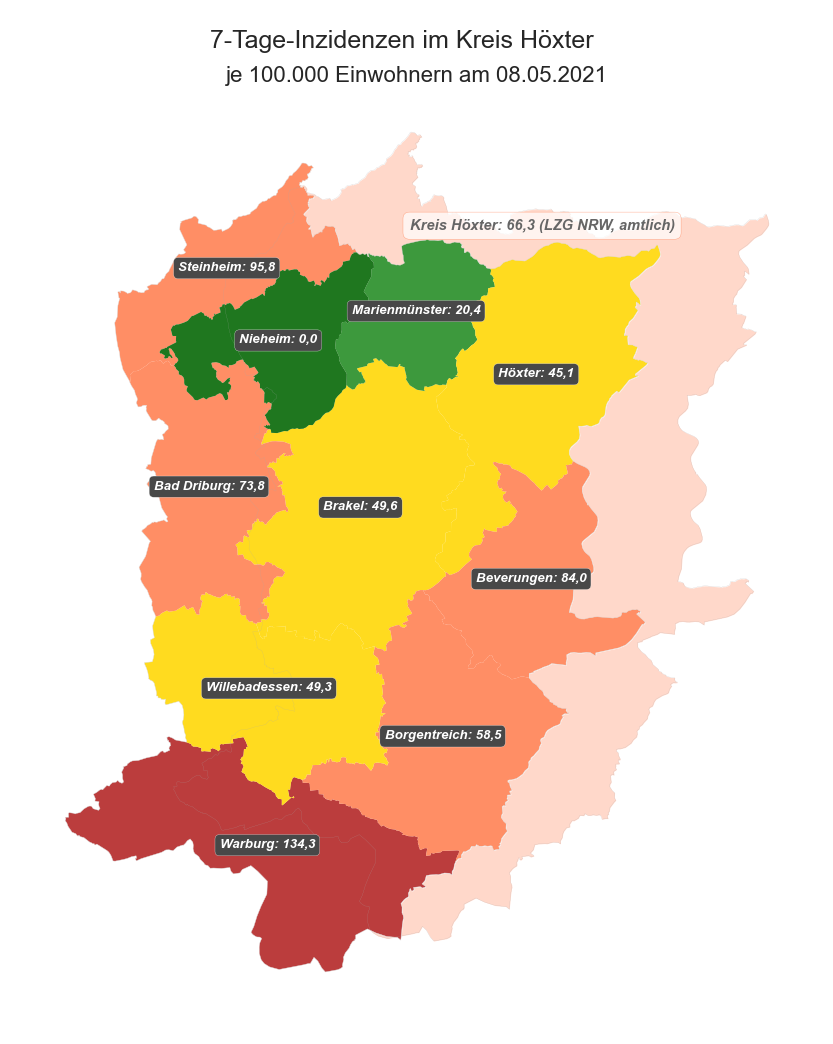 7-Tage-Inzidenzen im Kreis Höxter
je 100.000 Einwohnern am 08.05.2021
Kreis Höxter: 66,3 (LZG NRW, amtlich)
Steinheim: 95,8
Marienmünster: 20,4
Nieheim: 0,0
Höxter: 45,1
Bad Driburg: 73,8
Brakel: 49,6
Beverungen: 84,0
Willebadessen: 49,3
Borgentreich: 58,5
Warburg: 134,3